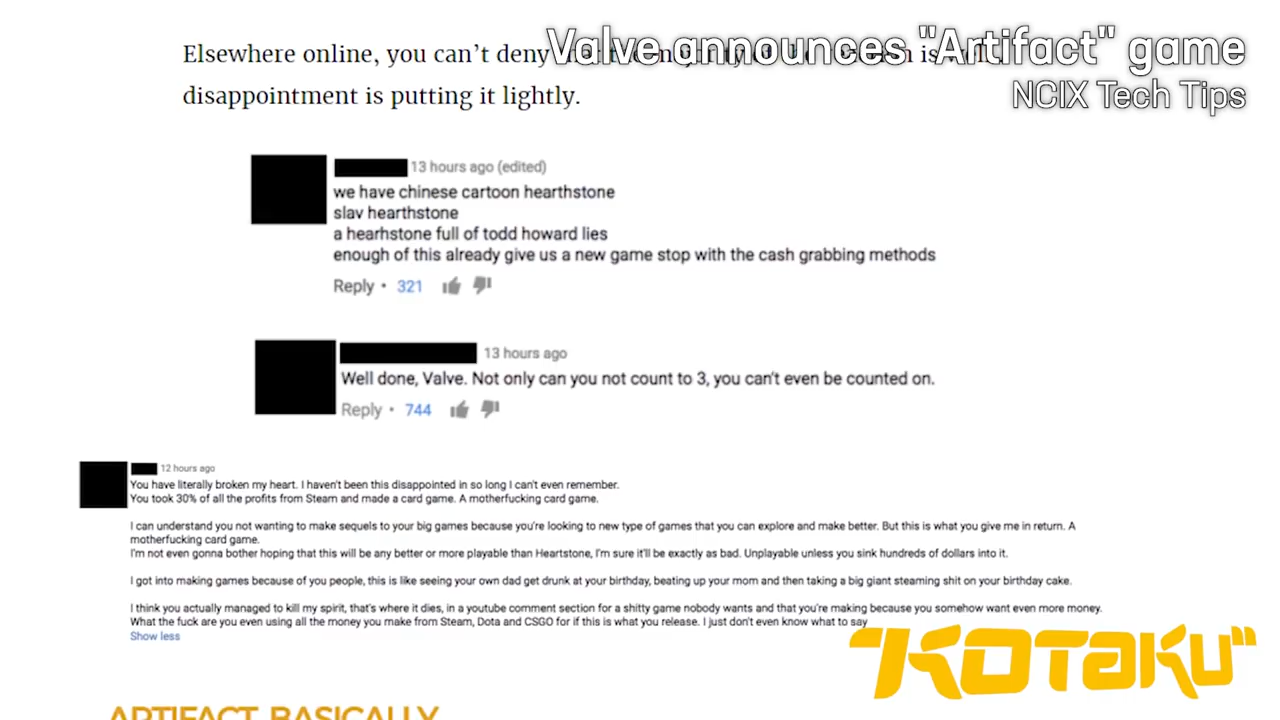 Valve announces "Artifact" game
NCIX Tech Tips
Elsewhere online, you can’t deny is
disappointment is putting it lightly.
13 hours ago (edited)
we have chinese cartoon hearthstone
slav hearthstone
a hearhstone full of todd howard lies
enough of this already give us a new game stop with the cash grabbing methods
Reply • 321
13 hours ago
Well done, Valve. Not only can you not count to 3, you can't even be counted on.
Reply • 744
12 hours ago
You have literally broken my heart. I haven't been this disappointed in so long I can't even remember.
You took 30% of all the profits from Steam and made a card game. A motherfucking card game.
I can understand you not wanting to make sequels to your big games because you're looking to new type of games that you can explore and make better. But this is what you give me in return. A
motherfucking card game.
I'm not even gonna bother hoping that this will be any better or more playable than Heartstone, I'm sure it'll be exactly as bad. Unplayable unless you sink hundreds of dollars into it.
I got into making games because of you people, this is like seeing your own dad get drunk at your birthday, beating up your mom and then taking a big giant steaming shit on your birthday cake.
I think you actually managed to kill my spirit, that's where it dies, in a youtube comment section for a shitty game nobody wants and that you're making because you somehow want even more money.
What the fuck are you even using all the money you make from Steam, Dota and CSGO for if this is what you release. I just don't even know what to say
Show less
"KOTaKU"
ARTIFACT BASICALLY